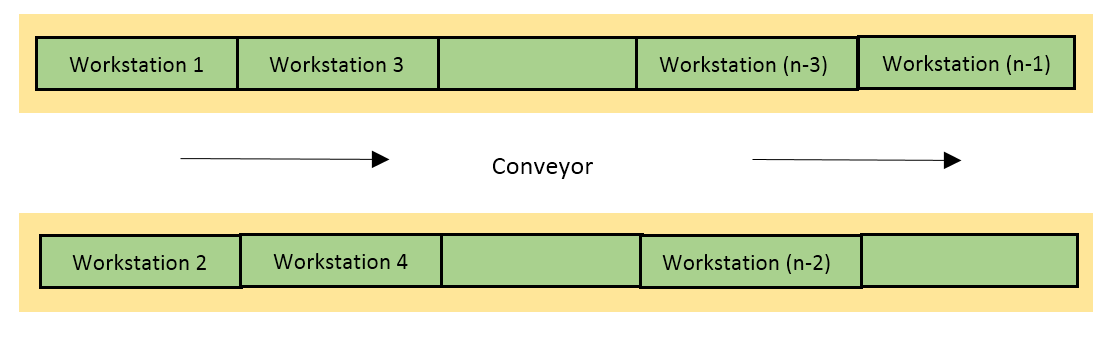 Workstation 1
Workstation 3
Workstation (n-3)
Workstation (n-1)
Conveyor
Workstation 2
Workstation 4
Workstation (n-2)